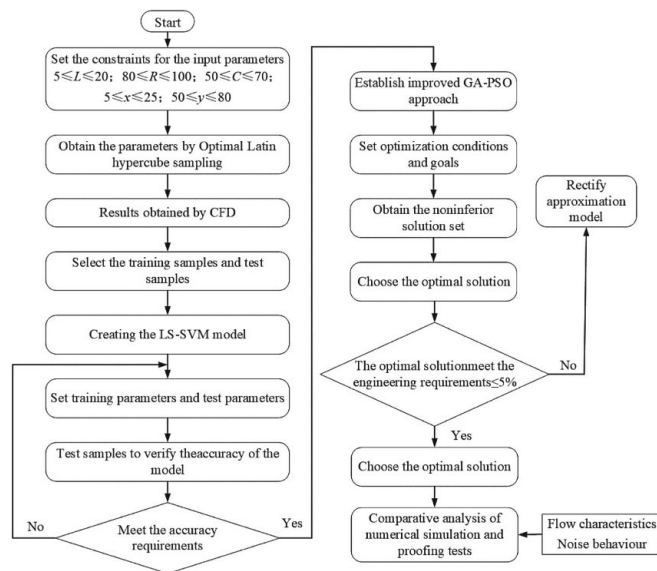 Start
Set the constraints for the input parameters
5≤L≤20; 80≤R≤100; 50≤C≤70;
5≤x≤25; 50≤y≤80
Obtain the parameters by Optimal Latin
hypercube sampling
Results obtained by CFD
Select the training samples and test
samples
Creating the LS-SVM model
Set training parameters and test parameters
Test samples to verify theaccuracy of the
model
Meet the accuracy
requirements
No
Yes
Establish improved GA-PSO
approach
Set optimization conditions
and goals
Obtain the noninferior
solution set
Choose the optimal solution
The optimal solutionmeet the
engineering requirements≤5%
No
Rectify
approximation
model
Yes
Choose the optimal solution
Comparative analysis of
numerical simulation and
proofing tests
Flow characteristics
Noise behaviour